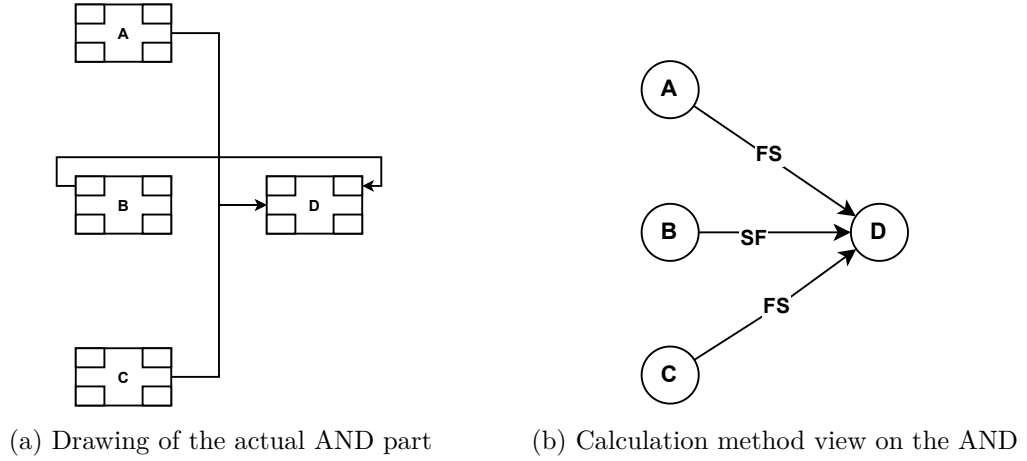 A
B
D
C
(a) Drawing of the actual AND part
A
FS
B
SF
D
FS
C
(b) Calculation method view on the AND